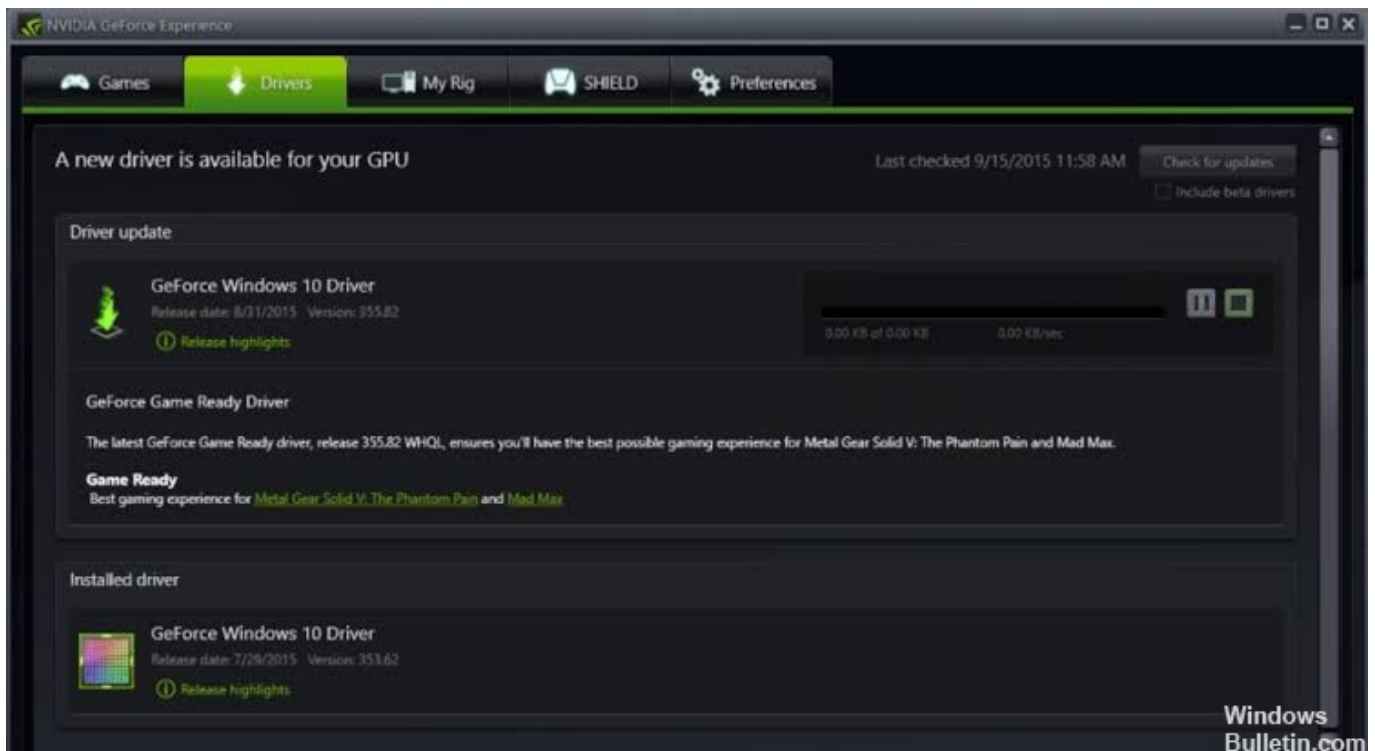 NVIDIA GeForce Experience
Games Drivers My Rig SHIELD Preferences
A new driver is available for your GPU
Last checked 9/15/2015 11:58 AM Check for updates
Include beta drivers
Driver update
GeForce Windows 10 Driver
Release date: 8/31/2015 Version: 355.82
Release highlights
0.00 KB of 0.00 KB 0.00 KB/sec
GeForce Game Ready Driver
The latest GeForce Game Ready driver, release 355.82 WHQL, ensures you'll have the best possible gaming experience for Metal Gear Solid V: The Phantom Pain and Mad Max.
Game Ready
Best gaming experience for Metal Gear Solid V: The Phantom Pain and Mad Max
Installed driver
GeForce Windows 10 Driver
Release date: 7/29/2015 Version: 353.62
Release highlights
Windows
Bulletin.com